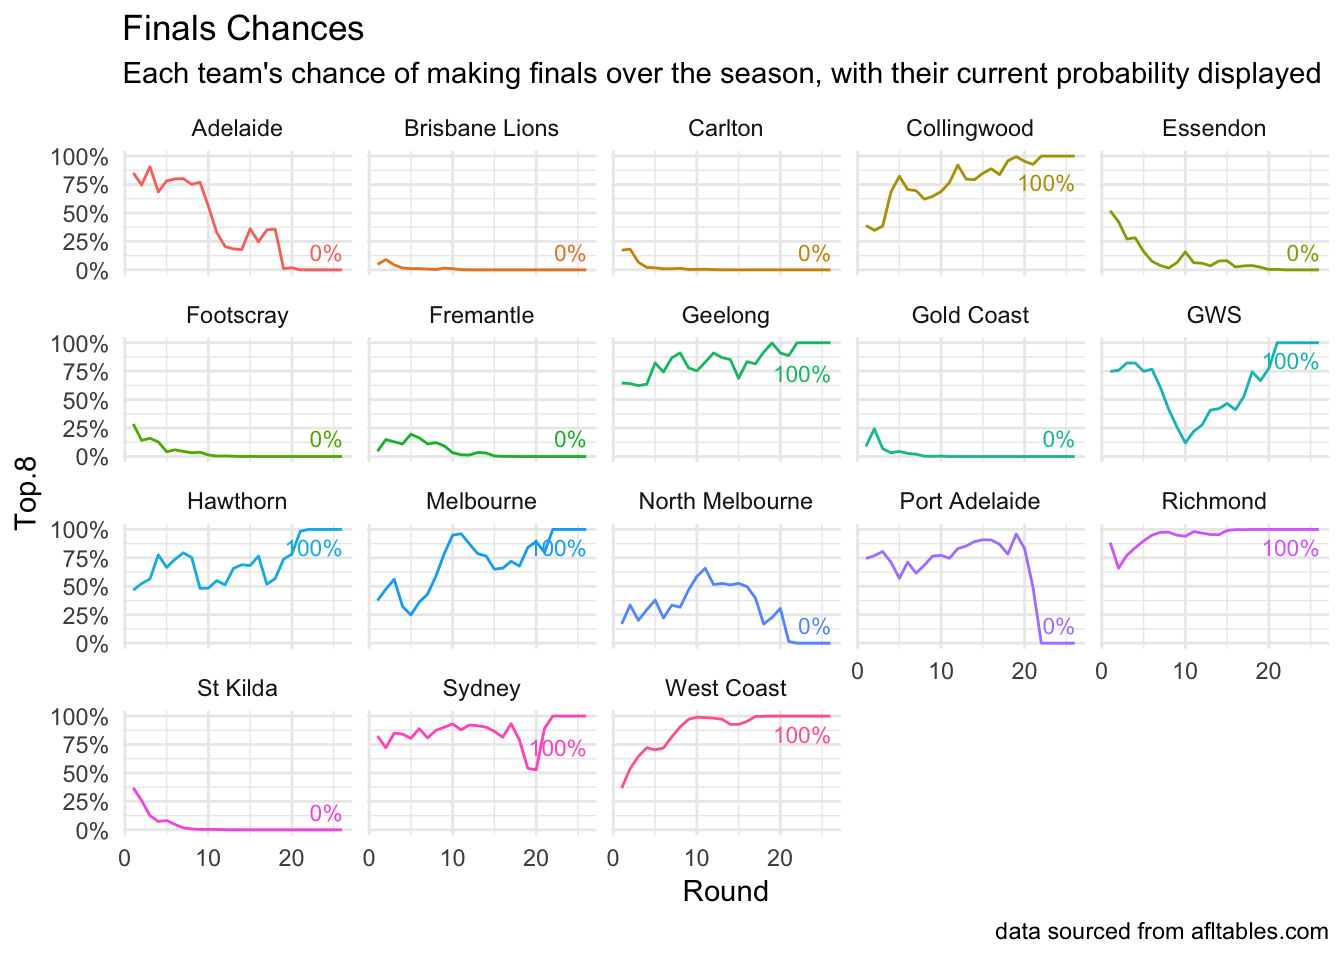 Finals Chances
Each team's chance of making finals over the season, with their current probability displayed
Adelaide Brisbane Lions Carlton Collingwood Essendon
100%
75%
50%
25%
0%
0% 0% 0% 100% 0%
Footscray Fremantle Geelong Gold Coast GWS
100%
75%
50%
25%
0%
0% 0% 100% 0% 100%
Top.8
Hawthorn Melbourne North Melbourne Port Adelaide Richmond
100%
75%
50%
25%
0%
100% 100% 0% 0% 100%
0 10 20 0 10 20
St Kilda Sydney West Coast
100%
75%
50%
25%
0%
0% 100% 100%
0 10 20 0 10 20 0 10 20
Round
data sourced from afltables.com